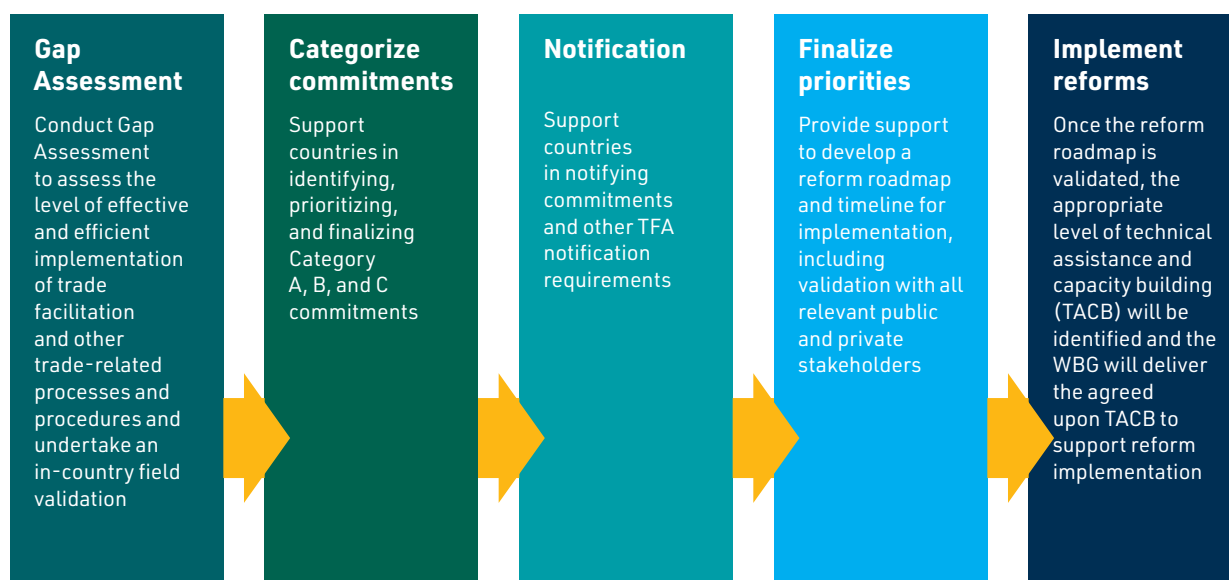 Gap
Assessment
Conduct Gap
Assessment
to assess the
level of effective
and efficient
implementation
of trade
facilitation
and other
trade-related
processes and
procedures and
undertake an
in-country field
validation
Categorize
commitments
Support
countries in
identifying,
prioritizing,
and finalizing
Category
A, B, and C
commitments
Notification
Support
countries
in notifying
commitments
and other TFA
notification
requirements
Finalize
priorities
Provide support
to develop a
reform roadmap
and timeline for
implementation,
including
validation with all
relevant public
and private
stakeholders
Implement
reforms
Once the reform
roadmap is
validated, the
appropriate
level of technical
assistance and
capacity building
(TACB) will be
identified and the
WBG will deliver
the agreed
upon TACB to
support reform
implementation